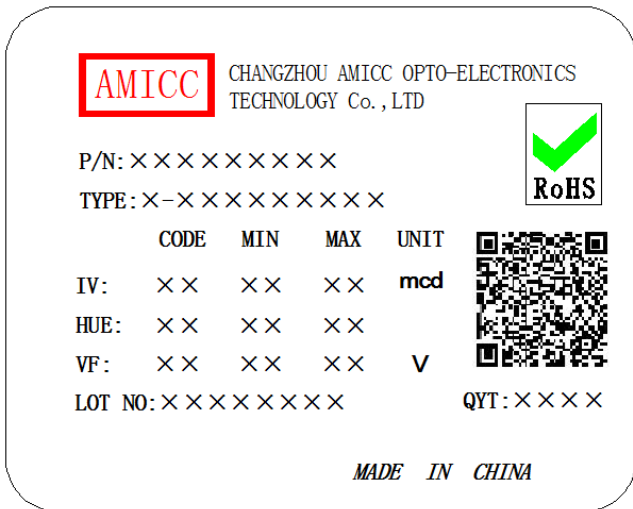 AMICC
CHANGZHOU AMICC OPTO-ELECTRONICS
TECHNOLOGY Co.,LTD
P/N:×××××××××
TYPE:×-×××××××××
RoHS
CODE MIN MAX UNIT
IV: ×× ×× ×× mcd
HUE: ×× ×× ××
VF: ×× ×× ×× V
LOT NO:×××××××× QYT:××××
MADE IN CHINA